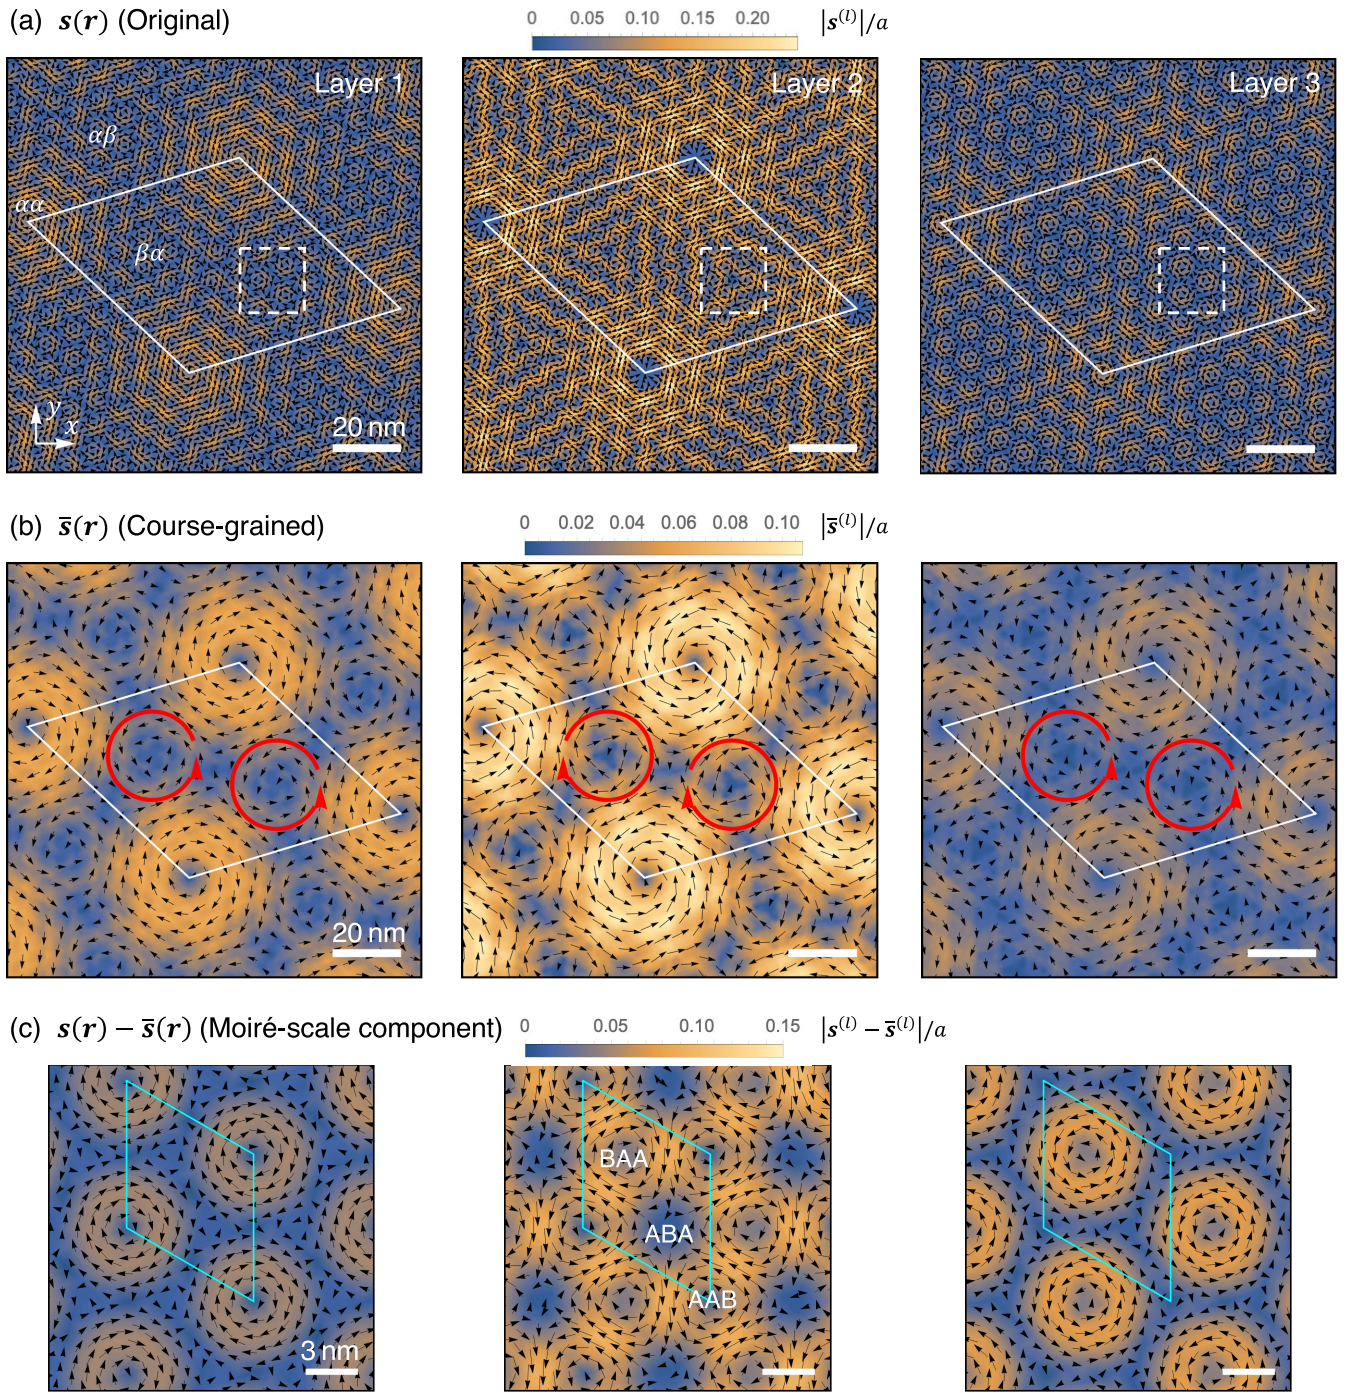 (a) s(r) (Original)
0 0.05 0.10 0.15 0.20 |s⁽ˡ⁾|/a
Layer 1
Layer 2
Layer 3
αβ
αα
βα
y
x
20 nm
(b) s̄(r) (Course-grained)
0 0.02 0.04 0.06 0.08 0.10 |s̄⁽ˡ⁾|/a
20 nm
(c) s(r) − s̄(r) (Moiré-scale component)
0 0.05 0.10 0.15 |s⁽ˡ⁾ − s̄⁽ˡ⁾|/a
BAA
ABA
AAB
3 nm